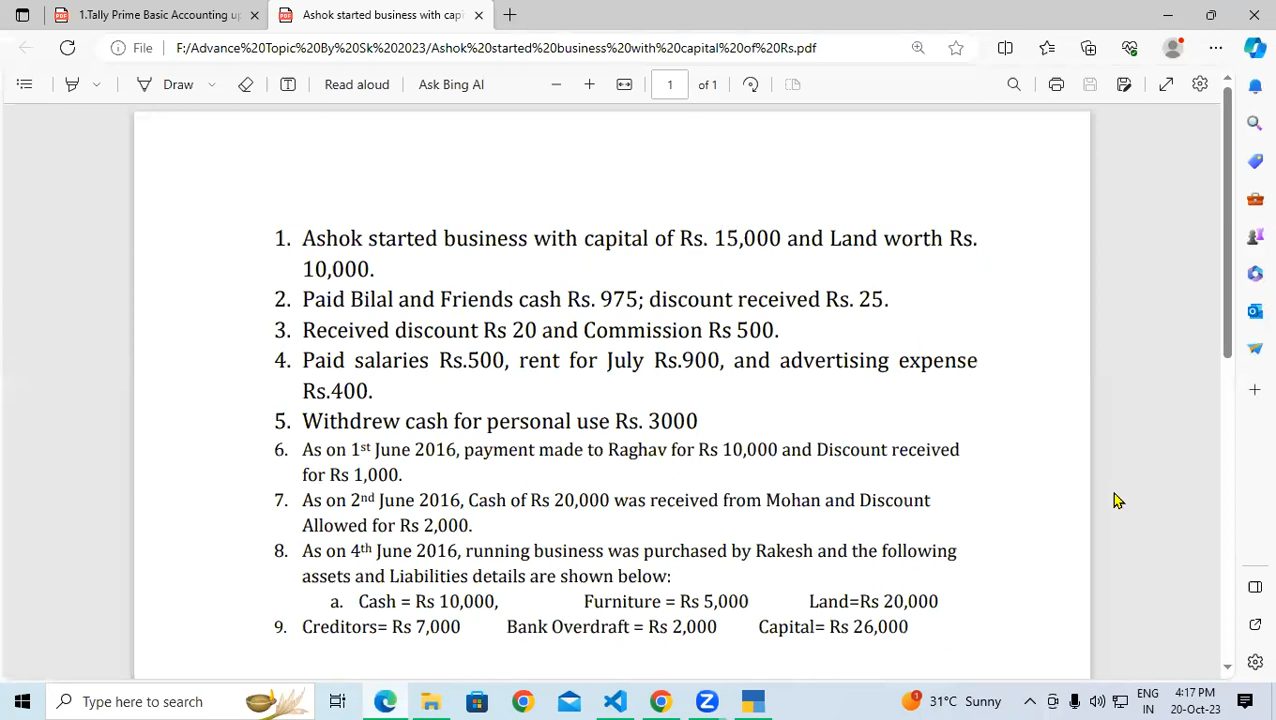 1.Tally Prime Basic Accounting up
Ashok started business with capi
File
F:/Advance%20Topic%20By%20Sk%202023/Ashok%20started%20business%20with%20capital%20of%20Rs.pdf
Draw
Read aloud
Ask Bing AI
1
of 1
1. Ashok started business with capital of Rs. 15,000 and Land worth Rs.
10,000.
2. Paid Bilal and Friends cash Rs. 975; discount received Rs. 25.
3. Received discount Rs 20 and Commission Rs 500.
4. Paid salaries Rs.500, rent for July Rs.900, and advertising expense
Rs.400.
5. Withdrew cash for personal use Rs. 3000
6. As on 1st June 2016, payment made to Raghav for Rs 10,000 and Discount received
for Rs 1,000.
7. As on 2nd June 2016, Cash of Rs 20,000 was received from Mohan and Discount
Allowed for Rs 2,000.
8. As on 4th June 2016, running business was purchased by Rakesh and the following
assets and Liabilities details are shown below:
a. Cash = Rs 10,000, Furniture = Rs 5,000 Land=Rs 20,000
9. Creditors= Rs 7,000 Bank Overdraft = Rs 2,000 Capital= Rs 26,000
Type here to search
1
31°C Sunny
ENG
IN
4:17 PM
20-Oct-23